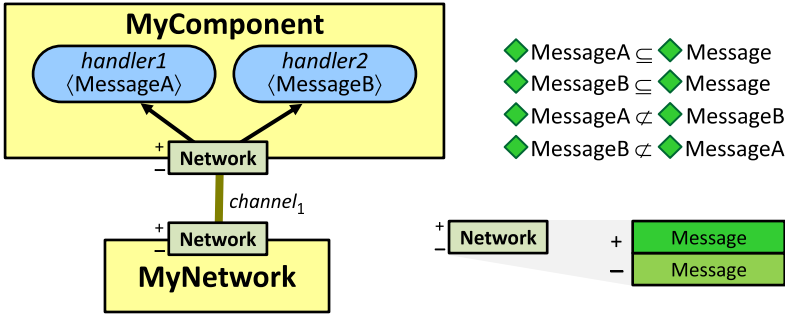 MyComponent
handler1
⟨MessageA⟩
handler2
⟨MessageB⟩
+
Network
−
channel₁
+
Network
−
MyNetwork
MessageA ⊆ Message
MessageB ⊆ Message
MessageA ⊄ MessageB
MessageB ⊄ MessageA
+
Network
−
+ Message
− Message